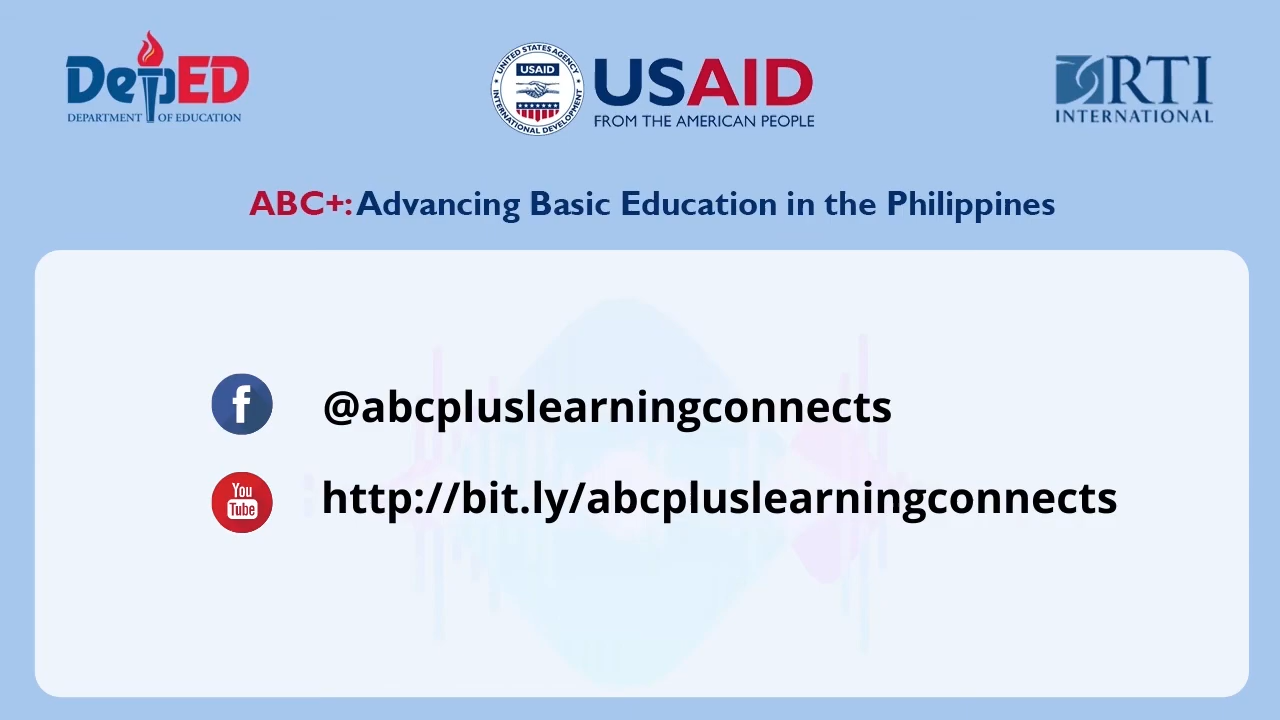 DepED
DEPARTMENT OF EDUCATION
UNITED STATES AGENCY
USAID
INTERNATIONAL DEVELOPMENT
USAID
FROM THE AMERICAN PEOPLE
RTI
INTERNATIONAL
ABC+: Advancing Basic Education in the Philippines
f
@abcpluslearningconnects
You
Tube
http://bit.ly/abcpluslearningconnects